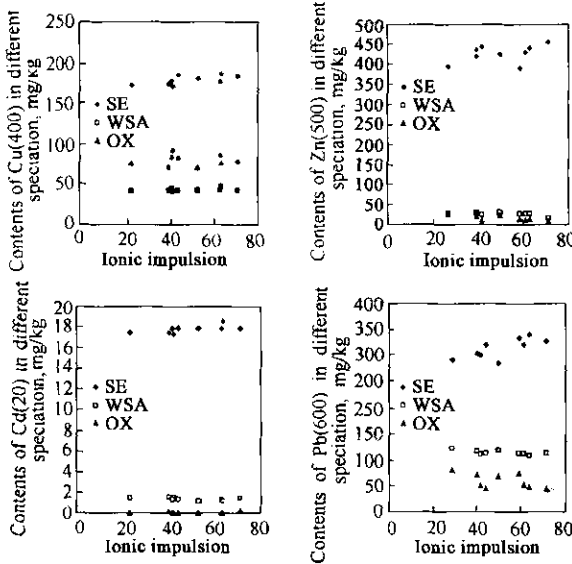 Contents of Cu(400) in different
speciation, mg/kg
250
200
150
100
50
0
SE
WSA
OX
0 20 40 60 80
Ionic impulsion
Contents of Zn(500) in different
speciation, mg/kg
450
400
350
300
250
200
150
100
50
0
SE
WSA
OX
0 20 40 60 80
Ionic impulsion
Contents of Cd(20) in different
speciation, mg/kg
20
18
16
14
12
10
8
6
4
2
0
SE
WSA
OX
0 20 40 60 80
Ionic impulsion
Contents of Pb(600) in different
speciation, mg/kg
400
350
300
250
200
150
100
50
0
SE
WSA
OX
0 20 40 60 80
Ionic impulsion